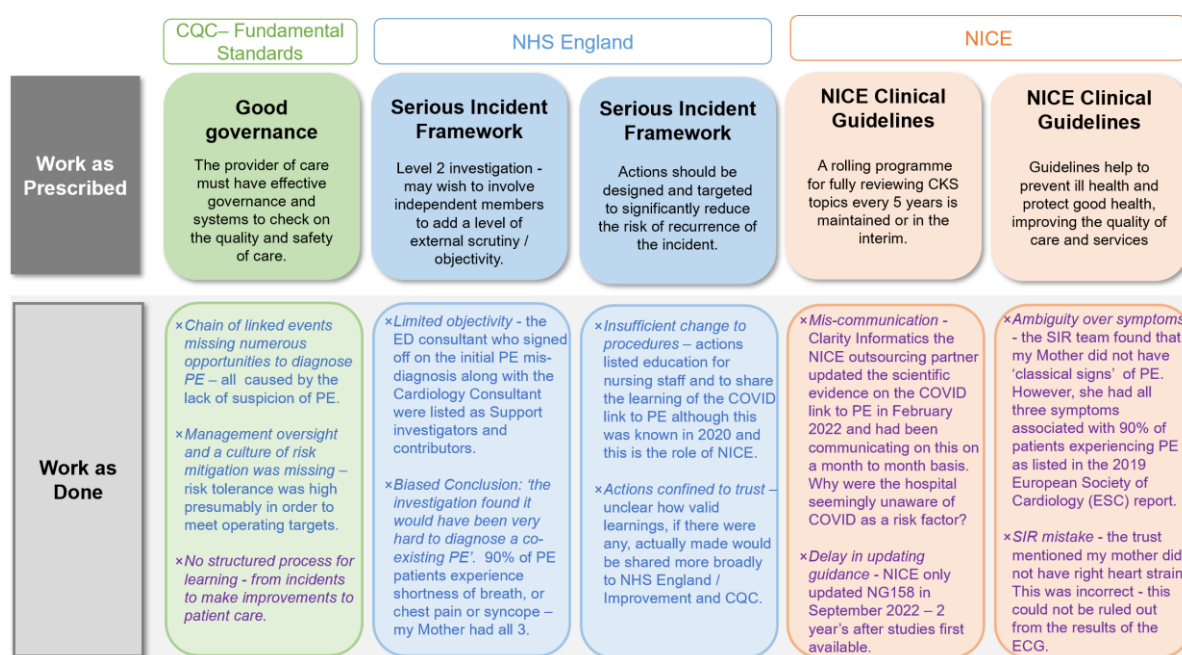 CQC– Fundamental
Standards
NHS England
NICE
Work as
Prescribed
Good
governance
The provider of care
must have effective
governance and
systems to check on
the quality and safety
of care.
Serious Incident
Framework
Level 2 investigation -
may wish to involve
independent members
to add a level of
external scrutiny /
objectivity.
Serious Incident
Framework
Actions should be
designed and targeted
to significantly reduce
the risk of recurrence of
the incident.
NICE Clinical
Guidelines
A rolling programme
for fully reviewing CKS
topics every 5 years is
maintained or in the
interim.
NICE Clinical
Guidelines
Guidelines help to
prevent ill health and
protect good health,
improving the quality of
care and services
Work as
Done
×Chain of linked events
missing numerous
opportunities to diagnose
PE – all caused by the
lack of suspicion of PE.
×Management oversight
and a culture of risk
mitigation was missing –
risk tolerance was high
presumably in order to
meet operating targets.
×No structured process for
learning - from incidents
to make improvements to
patient care.
×Limited objectivity - the
ED consultant who signed
off on the initial PE mis-
diagnosis along with the
Cardiology Consultant
were listed as Support
investigators and
contributors.
×Biased Conclusion: ‘the
investigation found it
would have been very
hard to diagnose a co-
existing PE’. 90% of PE
patients experience
shortness of breath, or
chest pain or syncope –
my Mother had all 3.
×Insufficient change to
procedures – actions
listed education for
nursing staff and to share
the learning of the COVID
link to PE although this
was known in 2020 and
this is the role of NICE.
×Actions confined to trust –
unclear how valid
learnings, if there were
any, actually made would
be shared more broadly
to NHS England /
Improvement and CQC.
×Mis-communication -
Clarity Informatics the
NICE outsourcing partner
updated the scientific
evidence on the COVID
link to PE in February
2022 and had been
communicating on this on
a month to month basis.
Why were the hospital
seemingly unaware of
COVID as a risk factor?
×Delay in updating
guidance - NICE only
updated NG158 in
September 2022 – 2
year’s after studies first
available.
×Ambiguity over symptoms
- the SIR team found that
my Mother did not have
‘classical signs’ of PE.
However, she had all
three symptoms
associated with 90% of
patients experiencing PE
as listed in the 2019
European Society of
Cardiology (ESC) report.
×SIR mistake - the trust
mentioned my mother did
not have right heart strain
This was incorrect - this
could not be ruled out
from the results of the
ECG.